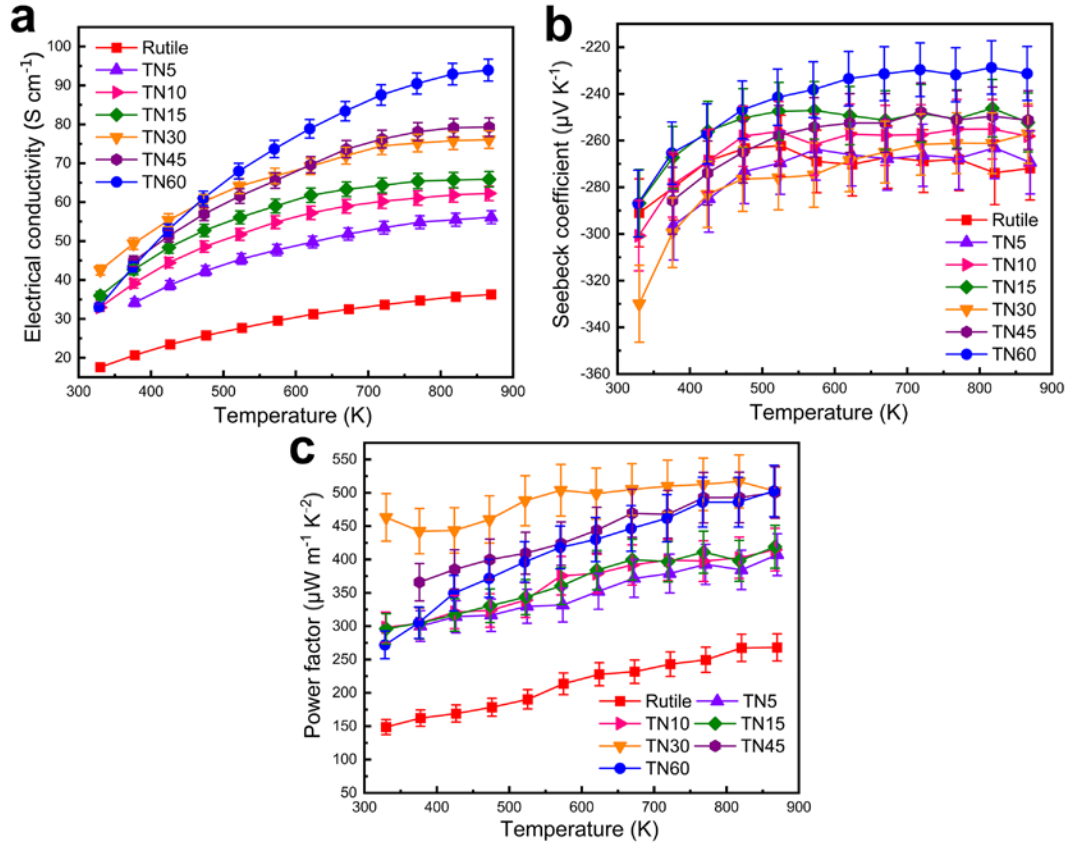 a
Electrical conductivity (S cm⁻¹)
100
90
80
70
60
50
40
30
20
Rutile
TN5
TN10
TN15
TN30
TN45
TN60
300 400 500 600 700 800 900
Temperature (K)
b
Seebeck coefficient (µV K⁻¹)
-220
-240
-260
-280
-300
-320
-340
-360
Rutile
TN5
TN10
TN15
TN30
TN45
TN60
300 400 500 600 700 800 900
Temperature (K)
c
Power factor (µW m⁻¹ K⁻²)
550
500
450
400
350
300
250
200
150
100
50
Rutile TN5
TN10 TN15
TN30 TN45
TN60
300 400 500 600 700 800 900
Temperature (K)